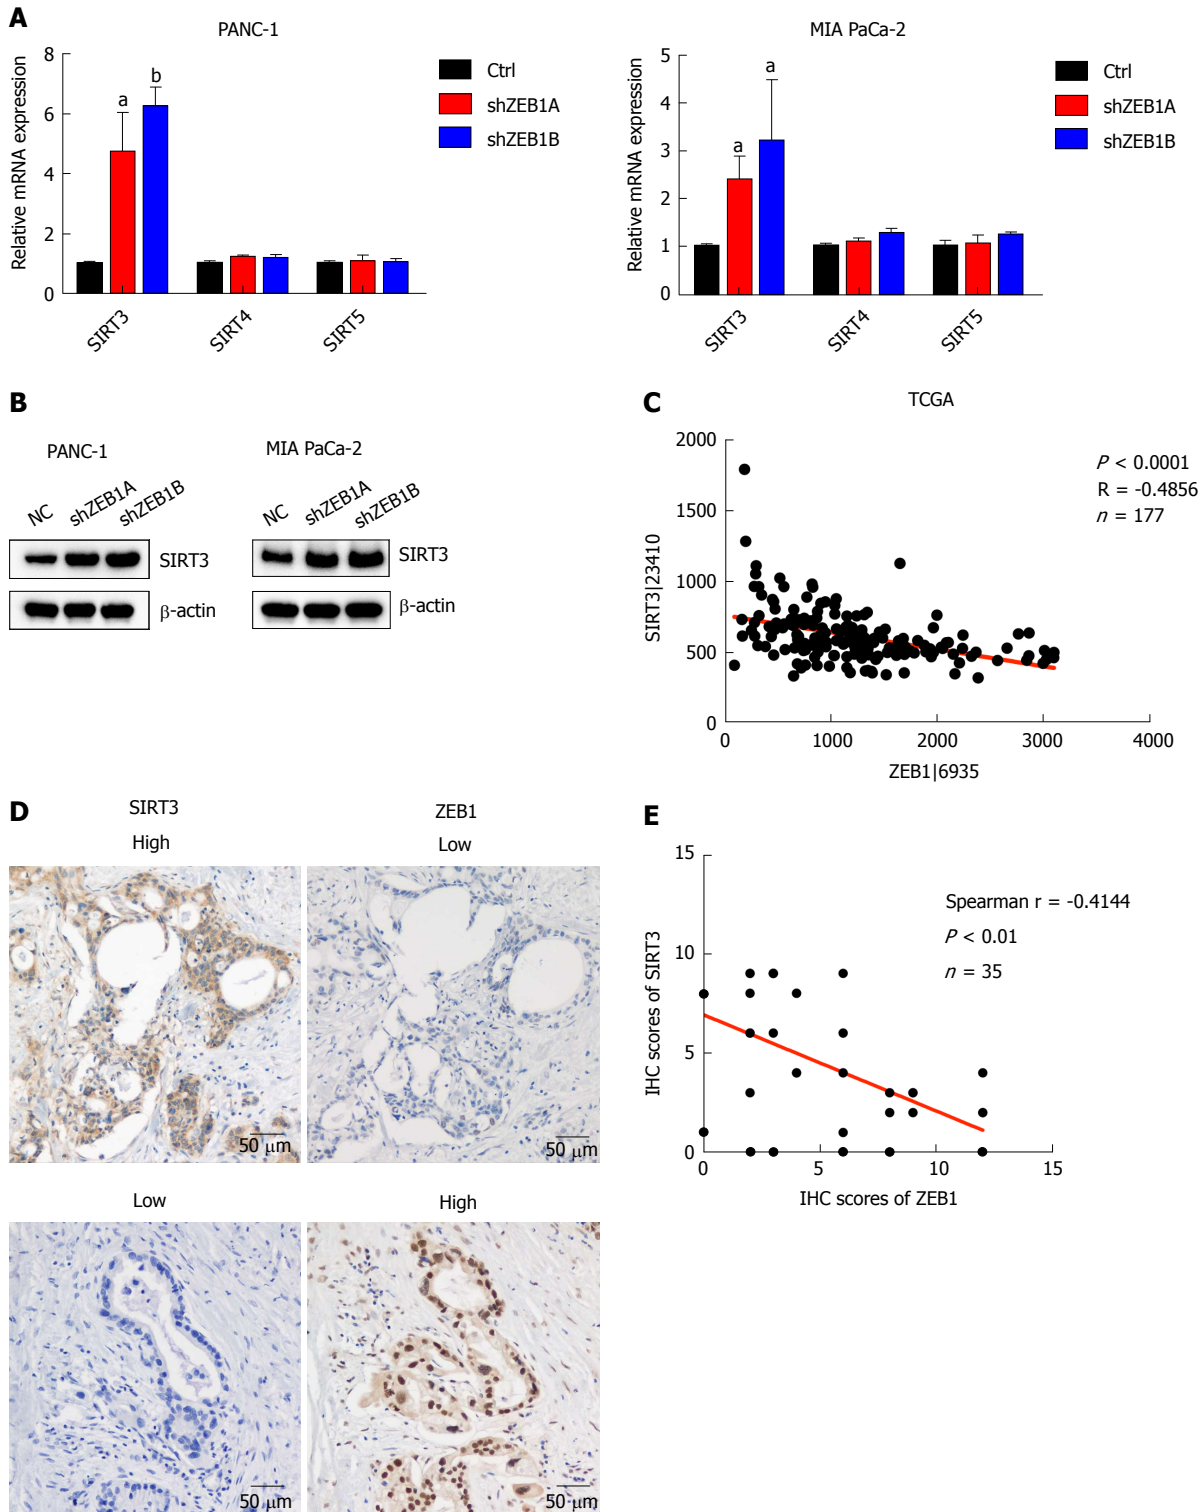 A
PANC-1
Relative mRNA expression
8
6
4
2
0
a
b
SIRT3
SIRT4
SIRT5
Ctrl
shZEB1A
shZEB1B
MIA PaCa-2
Relative mRNA expression
5
4
3
2
1
0
a
a
SIRT3
SIRT4
SIRT5
Ctrl
shZEB1A
shZEB1B
B
PANC-1
NC
shZEB1A
shZEB1B
SIRT3
β-actin
MIA PaCa-2
NC
shZEB1A
shZEB1B
SIRT3
β-actin
C
TCGA
P < 0.0001
R = -0.4856
n = 177
SIRT3|23410
2000
1500
1000
500
0
0 1000 2000 3000 4000
ZEB1|6935
D
SIRT3
High
50 μm
ZEB1
Low
50 μm
Low
50 μm
High
50 μm
E
Spearman r = -0.4144
P < 0.01
n = 35
IHC scores of SIRT3
15
10
5
0
0 5 10 15
IHC scores of ZEB1